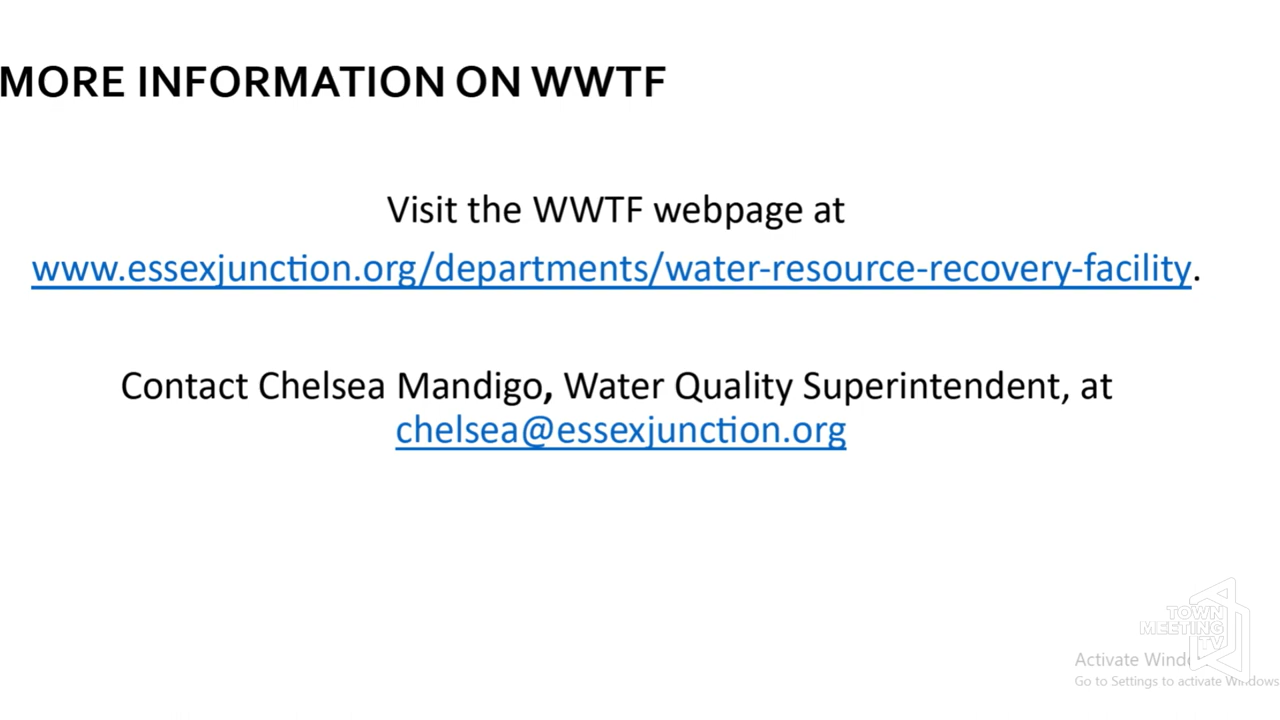 MORE INFORMATION ON WWTF
Visit the WWTF webpage at
www.essexjunction.org/departments/water-resource-recovery-facility.
Contact Chelsea Mandigo, Water Quality Superintendent, at
chelsea@essexjunction.org
TOWN
MEETING
TV
Activate Windo
Go to Settings to activate Windows